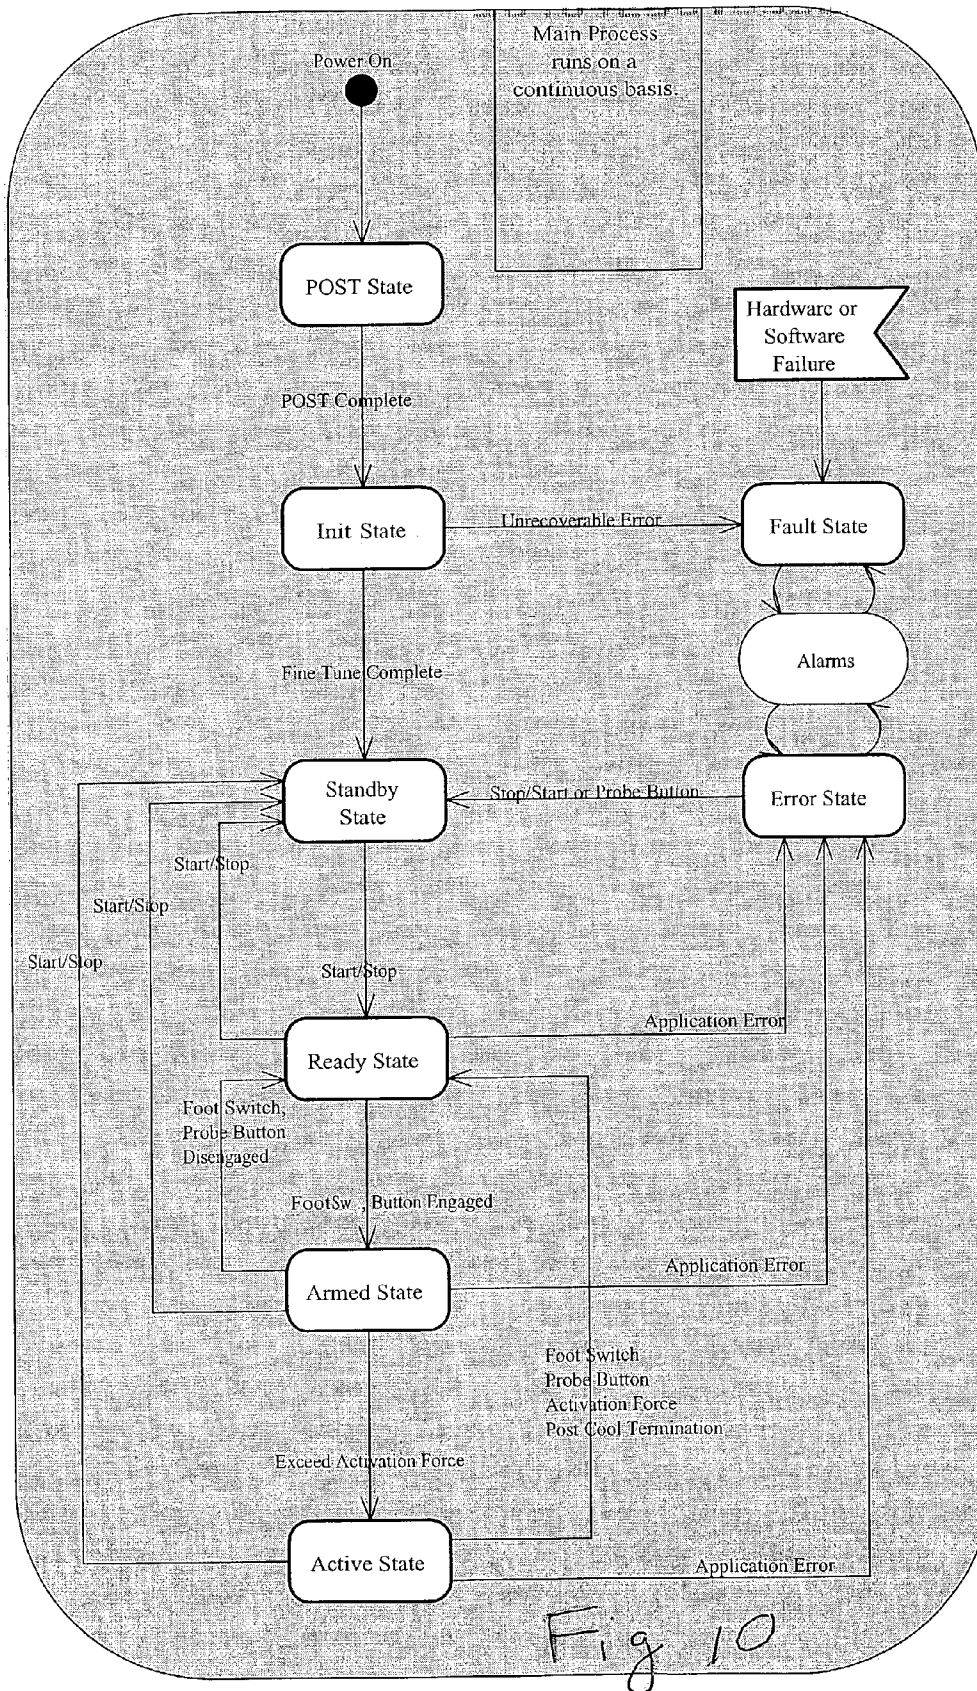 Main Process
runs on a
continuous basis.
Power On
POST State
Hardware or
Software
Failure
POST Complete
Init State
Unrecoverable Error
Fault State
Alarms
Fine Tune Complete
Standby
State
Stop/Start or Probe Button
Error State
Start/Stop
Start/Stop
Start/Stop
Start/Stop
Application Error
Ready State
Foot Switch,
Probe Button
Disengaged
FootSw , Button Engaged
Application Error
Armed State
Foot Switch
Probe Button
Activation Force
Post Cool Termination
Exceed Activation Force
Active State
Application Error
Fig 10